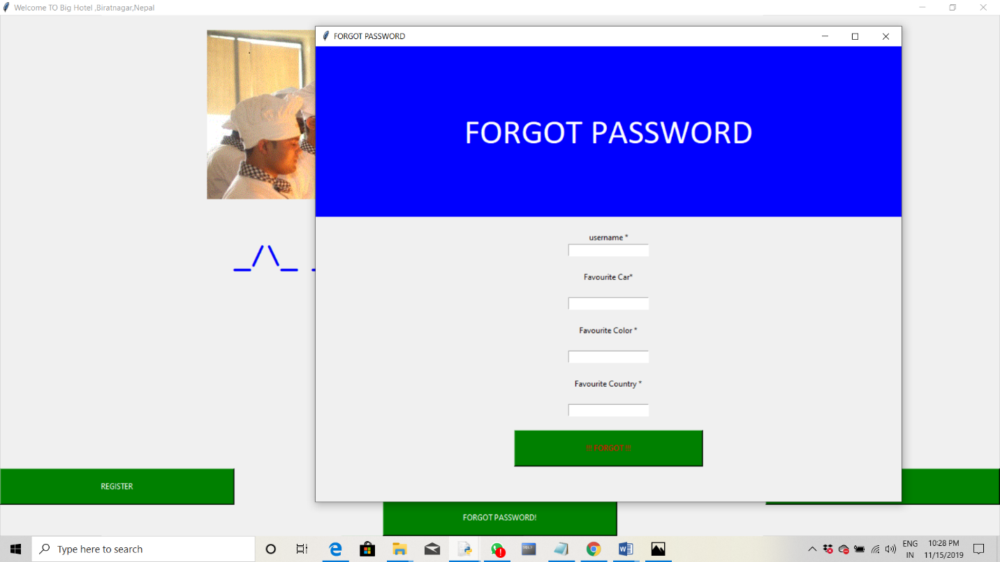 Welcome TO Big Hotel ,Biratnagar,Nepal
FORGOT PASSWORD
FORGOT PASSWORD
username *
Favourite Car*
Favourite Color *
Favourite Country *
!!! FORGOT !!!
_/\_
REGISTER
FORGOT PASSWORD!
Type here to search
ENG
IN
10:28 PM
11/15/2019